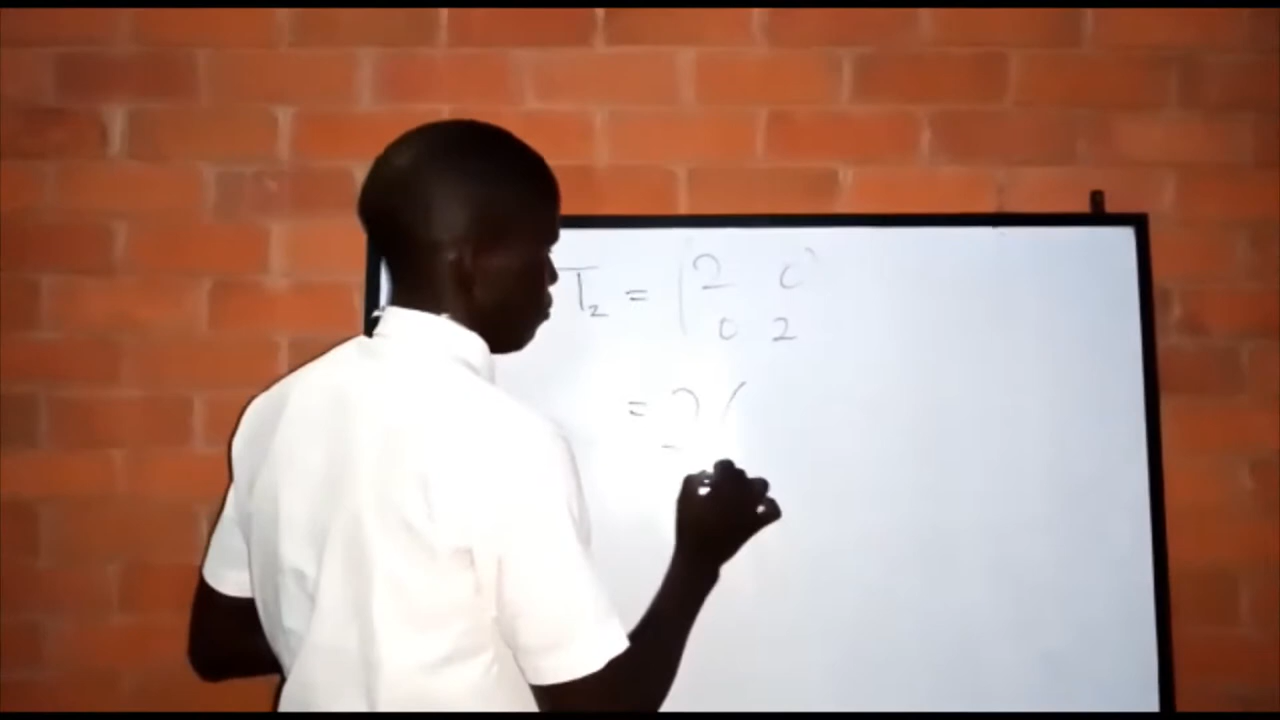 T₂ = | 2 0
0 2
= 2 (